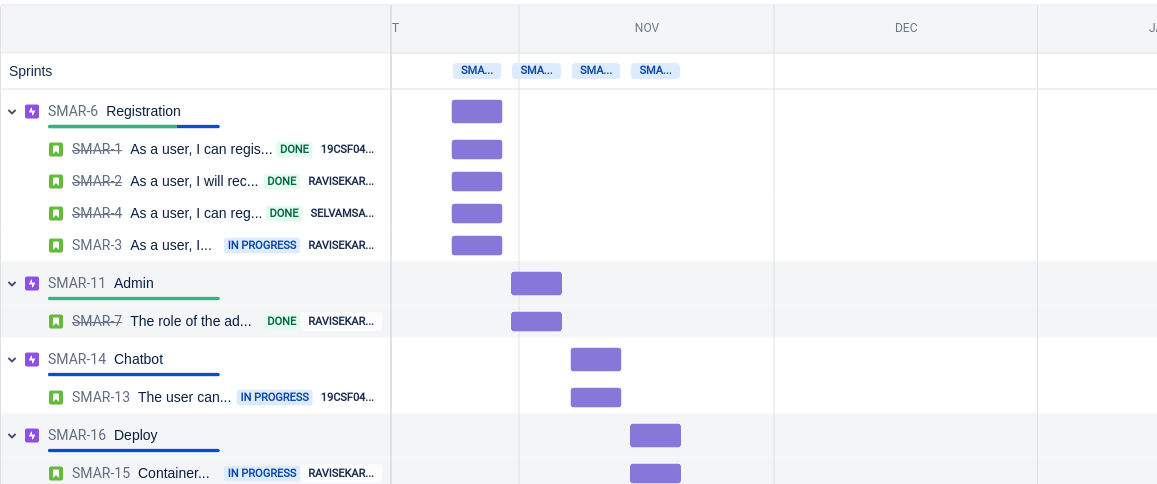 T NOV DEC JA
Sprints SMA... SMA... SMA... SMA...
SMAR-6 Registration
SMAR-1 As a user, I can regis... DONE 19CSF04...
SMAR-2 As a user, I will rec... DONE RAVISEKAR...
SMAR-4 As a user, I can reg... DONE SELVAMSA...
SMAR-3 As a user, I... IN PROGRESS RAVISEKAR...
SMAR-11 Admin
SMAR-7 The role of the ad... DONE RAVISEKAR...
SMAR-14 Chatbot
SMAR-13 The user can... IN PROGRESS 19CSF04...
SMAR-16 Deploy
SMAR-15 Container... IN PROGRESS RAVISEKAR...